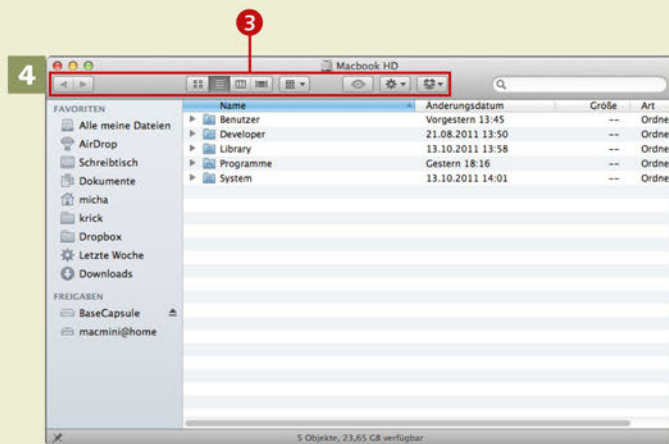 3
4
Macbook HD
FAVORITEN
Alle meine Dateien
AirDrop
Schreibtisch
Dokumente
micha
krick
Dropbox
Letzte Woche
Downloads
FREIGABEN
BaseCapsule
macmini@home
Name Änderungsdatum Größe Art
Benutzer Vorgestern 13:45 -- Ordne
Developer 21.08.2011 13:50 -- Ordne
Library 13.10.2011 13:58 -- Ordne
Programme Gestern 18:16 -- Ordne
System 13.10.2011 14:01 -- Ordne
5 Objekte, 23,65 GB verfügbar